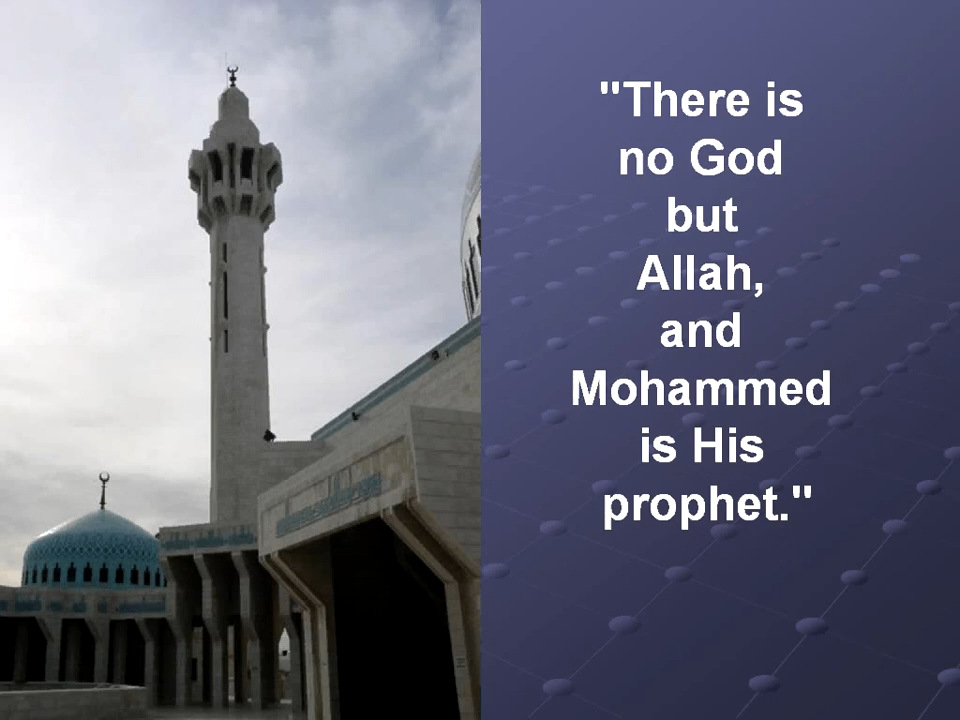 "There is
no God
but
Allah,
and
Mohammed
is His
prophet."